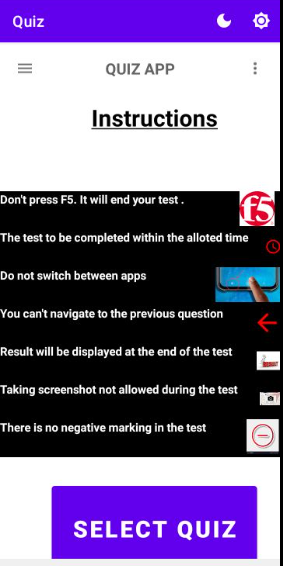 Quiz
QUIZ APP
Instructions
Don't press F5. It will end your test .
f5
The test to be completed within the alloted time
Do not switch between apps
You can't navigate to the previous question
Result will be displayed at the end of the test
Taking screenshot not allowed during the test
There is no negative marking in the test
SELECT QUIZ